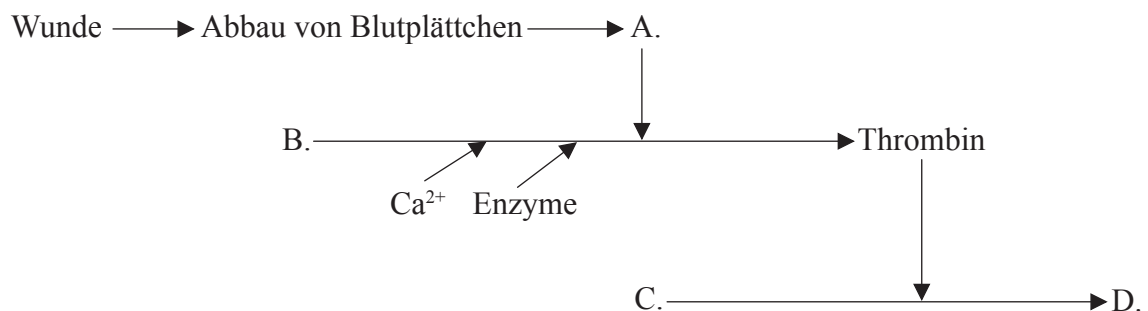 Wunde Abbau von Blutplättchen A.
B. Thrombin
Ca²⁺ Enzyme
C. D.